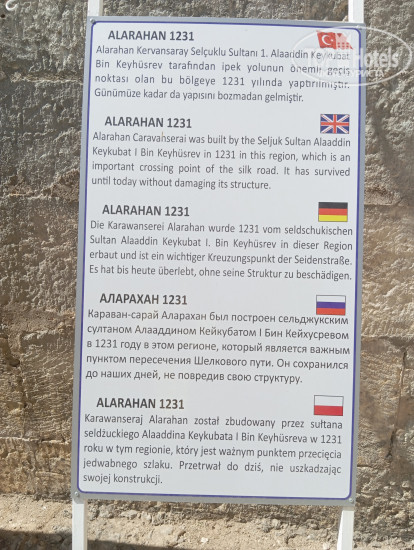 ALARAHAN 1231
Alarahan Kervansaray Selçuklu Sultanı 1. Alaaddin Keykubat
Bin Keyhüsrev tarafından ipek yolunun önemli geçiş
noktası olan bu bölgeye 1231 yılında yaptırılmıştır.
Günümüze kadar da yapısını bozmadan gelmiştir.
ALARAHAN 1231
Alarahan Caravanserai was built by the Seljuk Sultan Alaaddin
Keykubat I Bin Keyhüsrev in 1231 in this region, which is an
important crossing point of the silk road. It has survived
until today without damaging its structure.
ALARAHAN 1231
Die Karawanserei Alarahan wurde 1231 vom seldschukischen
Sultan Alaaddin Keykubat I. Bin Keyhüsrev in dieser Region
erbaut und ist ein wichtiger Kreuzungspunkt der Seidenstraße.
Es hat bis heute überlebt, ohne seine Struktur zu beschädigen.
АЛАРАХАН 1231
Караван-сарай Аларахан был построен сельджукским
султаном Алааддином Кейкубатом I Бин Кейхусревом
в 1231 году в этом регионе, который является важным
пунктом пересечения Шелкового пути. Он сохранился
до наших дней, не повредив свою структуру.
ALARAHAN 1231
Karawanseraj Alarahan został zbudowany przez sułtana
seldżuckiego Alaaddina Keykubata I Bin Keyhüsreva w 1231
roku w tym regionie, który jest ważnym punktem przecięcia
jedwabnego szlaku. Przetrwał do dziś, nie uszkadzając
swojej konstrukcji.